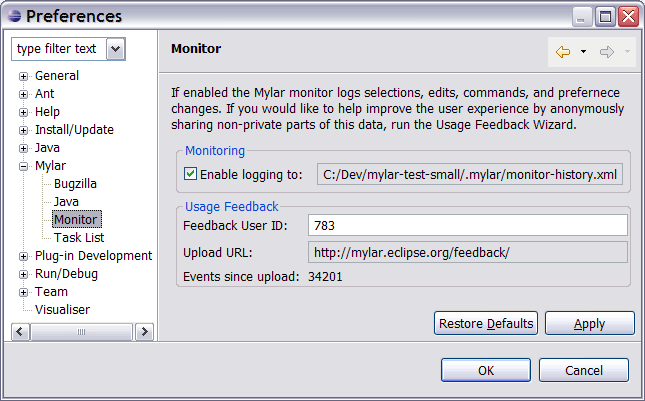 Preferences
type filter text
General
Ant
Help
Install/Update
Java
Mylar
Bugzilla
Java
Monitor
Task List
Plug-in Development
Run/Debug
Team
Visualiser
Monitor
If enabled the Mylar monitor logs selections, edits, commands, and prefernece
changes. If you would like to help improve the user experience by anonymously
sharing non-private parts of this data, run the Usage Feedback Wizard.
Monitoring
Enable logging to: C:/Dev/mylar-test-small/.mylar/monitor-history.xml
Usage Feedback
Feedback User ID: 783
Upload URL: http://mylar.eclipse.org/feedback/
Events since upload: 34201
Restore Defaults Apply
OK Cancel